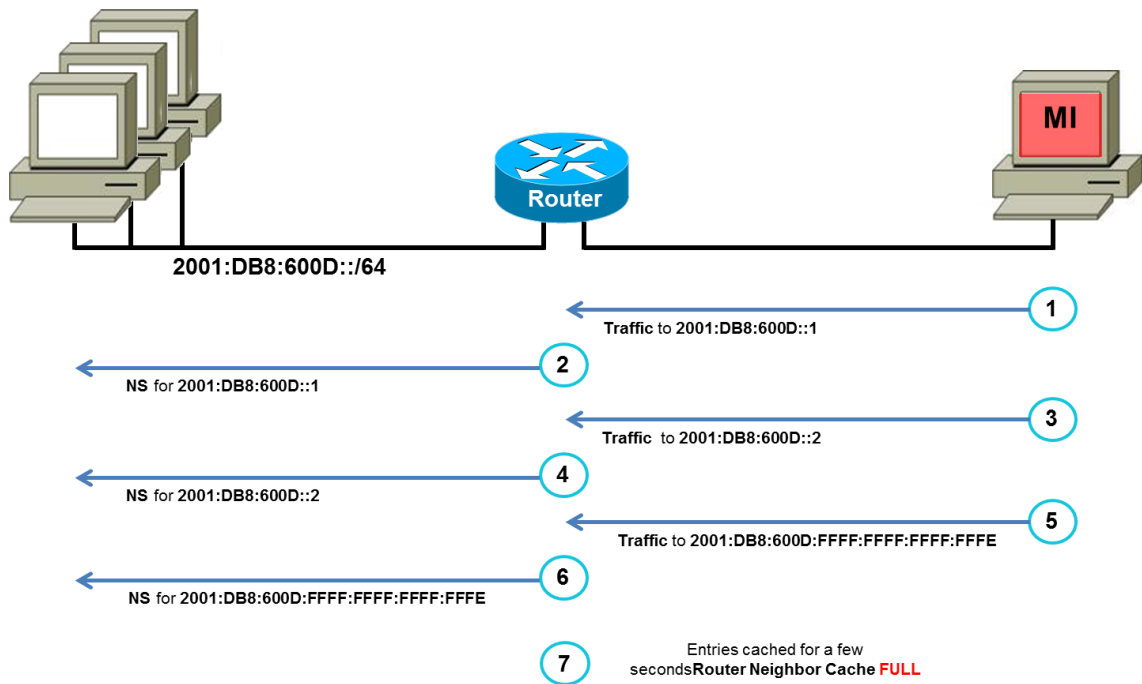 MI
Router
2001:DB8:600D::/64
1
Traffic to 2001:DB8:600D::1
2
NS for 2001:DB8:600D::1
3
Traffic to 2001:DB8:600D::2
4
NS for 2001:DB8:600D::2
5
Traffic to 2001:DB8:600D:FFFF:FFFF:FFFF:FFFE
6
NS for 2001:DB8:600D:FFFF:FFFF:FFFF:FFFE
7
Entries cached for a few
secondsRouter Neighbor Cache FULL